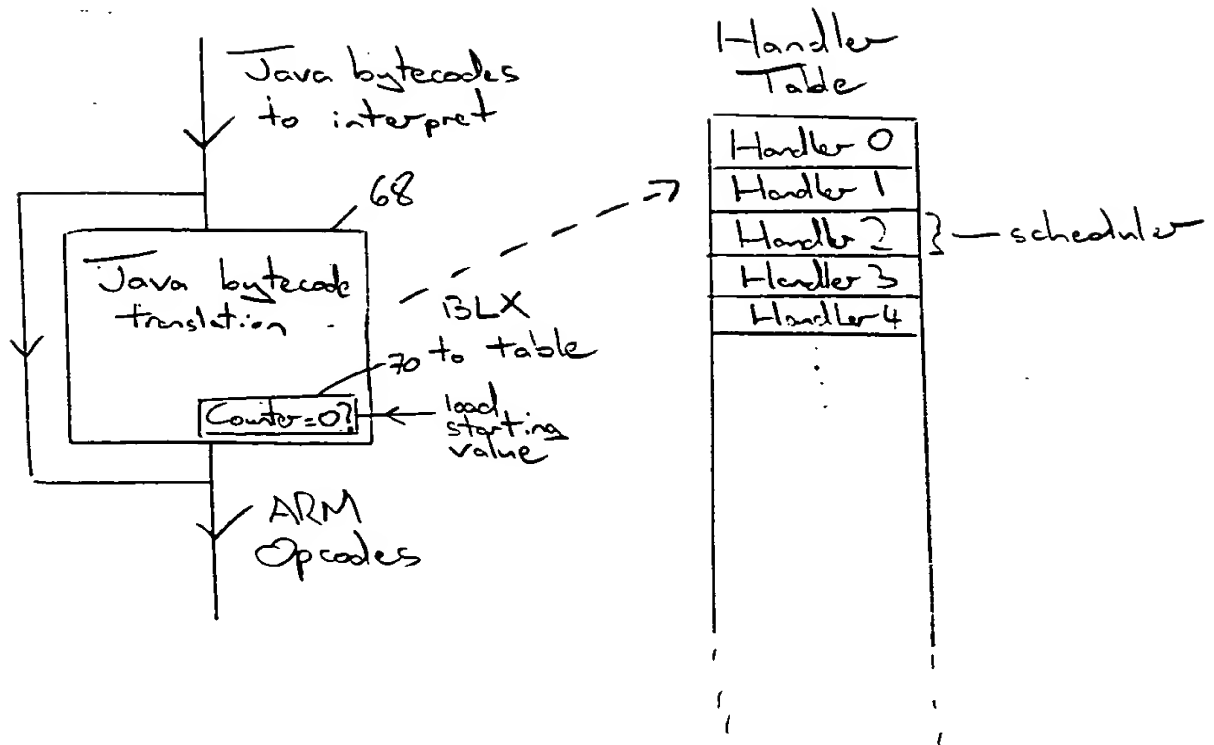 Java bytecodes
to interpret
68
Java bytecode
translation
BLX
to table
70
Counter=0?
load
starting
value
ARM
Opcodes
Handler
Table
Handler 0
Handler 1
Handler 2
scheduler
Handler 3
Handler 4